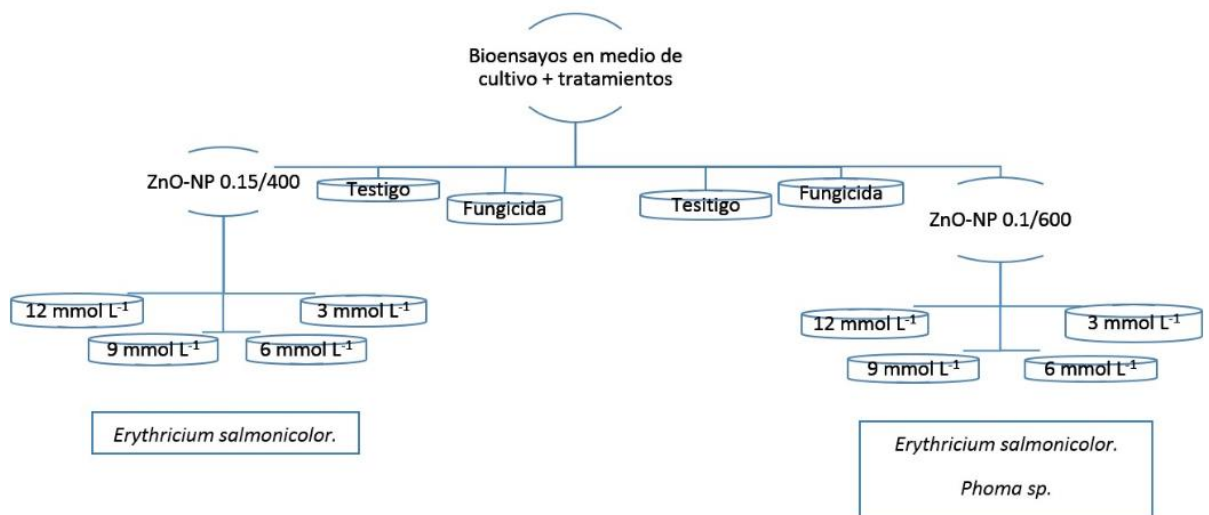 Bioensayos en medio de
cultivo + tratamientos
ZnO-NP 0.15/400
Testigo
Fungicida
Tesitigo
Fungicida
ZnO-NP 0.1/600
12 mmol L⁻¹
3 mmol L⁻¹
9 mmol L⁻¹
6 mmol L⁻¹
12 mmol L⁻¹
3 mmol L⁻¹
9 mmol L⁻¹
6 mmol L⁻¹
Erythricium salmonicolor.
Erythricium salmonicolor.
Phoma sp.